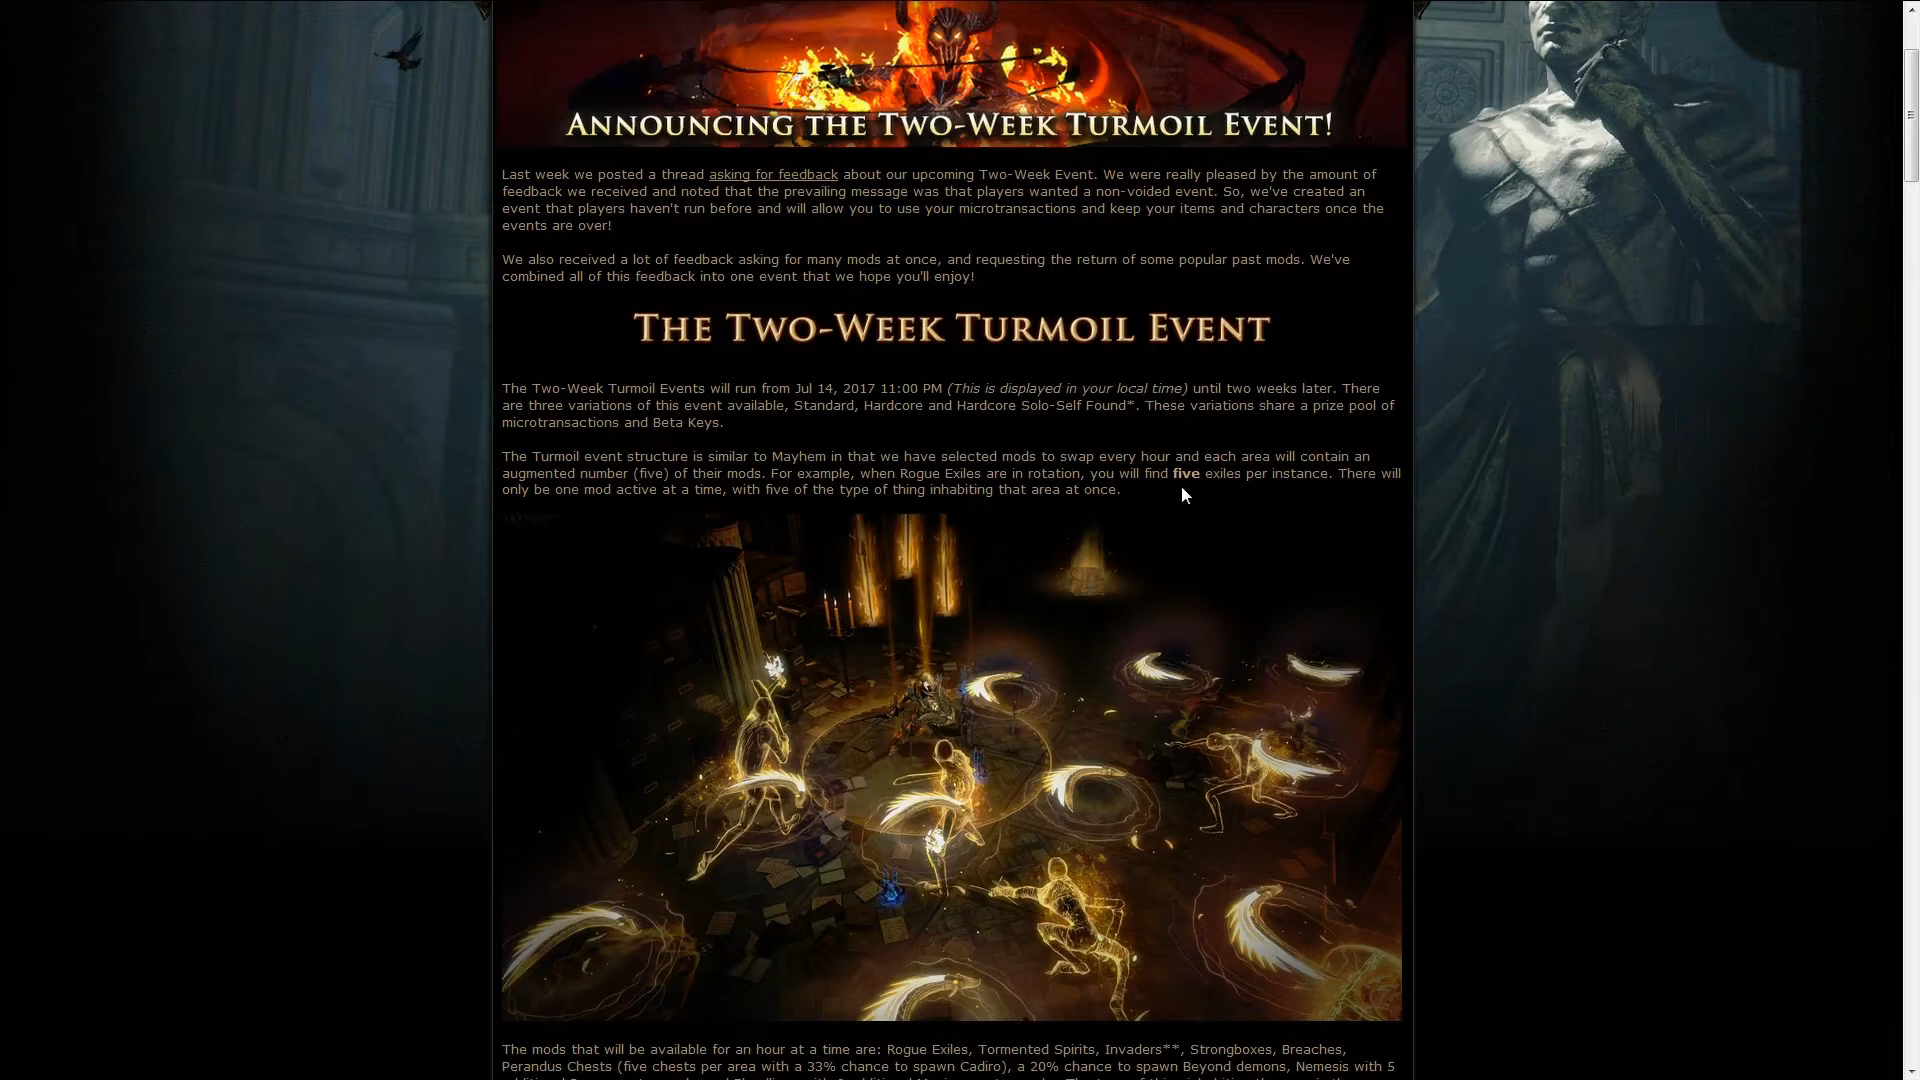 ANNOUNCING THE TWO-WEEK TURMOIL EVENT!
Last week we posted a thread asking for feedback about our upcoming Two-Week Event. We were really pleased by the amount of
feedback we received and noted that the prevailing message was that players wanted a non-voided event. So, we've created an
event that players haven't run before and will allow you to use your microtransactions and keep your items and characters once the
events are over!
We also received a lot of feedback asking for many mods at once, and requesting the return of some popular past mods. We've
combined all of this feedback into one event that we hope you'll enjoy!
THE TWO-WEEK TURMOIL EVENT
The Two-Week Turmoil Events will run from Jul 14, 2017 11:00 PM (This is displayed in your local time) until two weeks later. There
are three variations of this event available, Standard, Hardcore and Hardcore Solo-Self Found*. These variations share a prize pool of
microtransactions and Beta Keys.
The Turmoil event structure is similar to Mayhem in that we have selected mods to swap every hour and each area will contain an
augmented number (five) of their mods. For example, when Rogue Exiles are in rotation, you will find five exiles per instance. There will
only be one mod active at a time, with five of the type of thing inhabiting that area at once.
The mods that will be available for an hour at a time are: Rogue Exiles, Tormented Spirits, Invaders**, Strongboxes, Breaches,
Perandus Chests (five chests per area with a 33% chance to spawn Cadiro), a 20% chance to spawn Beyond demons, Nemesis with 5